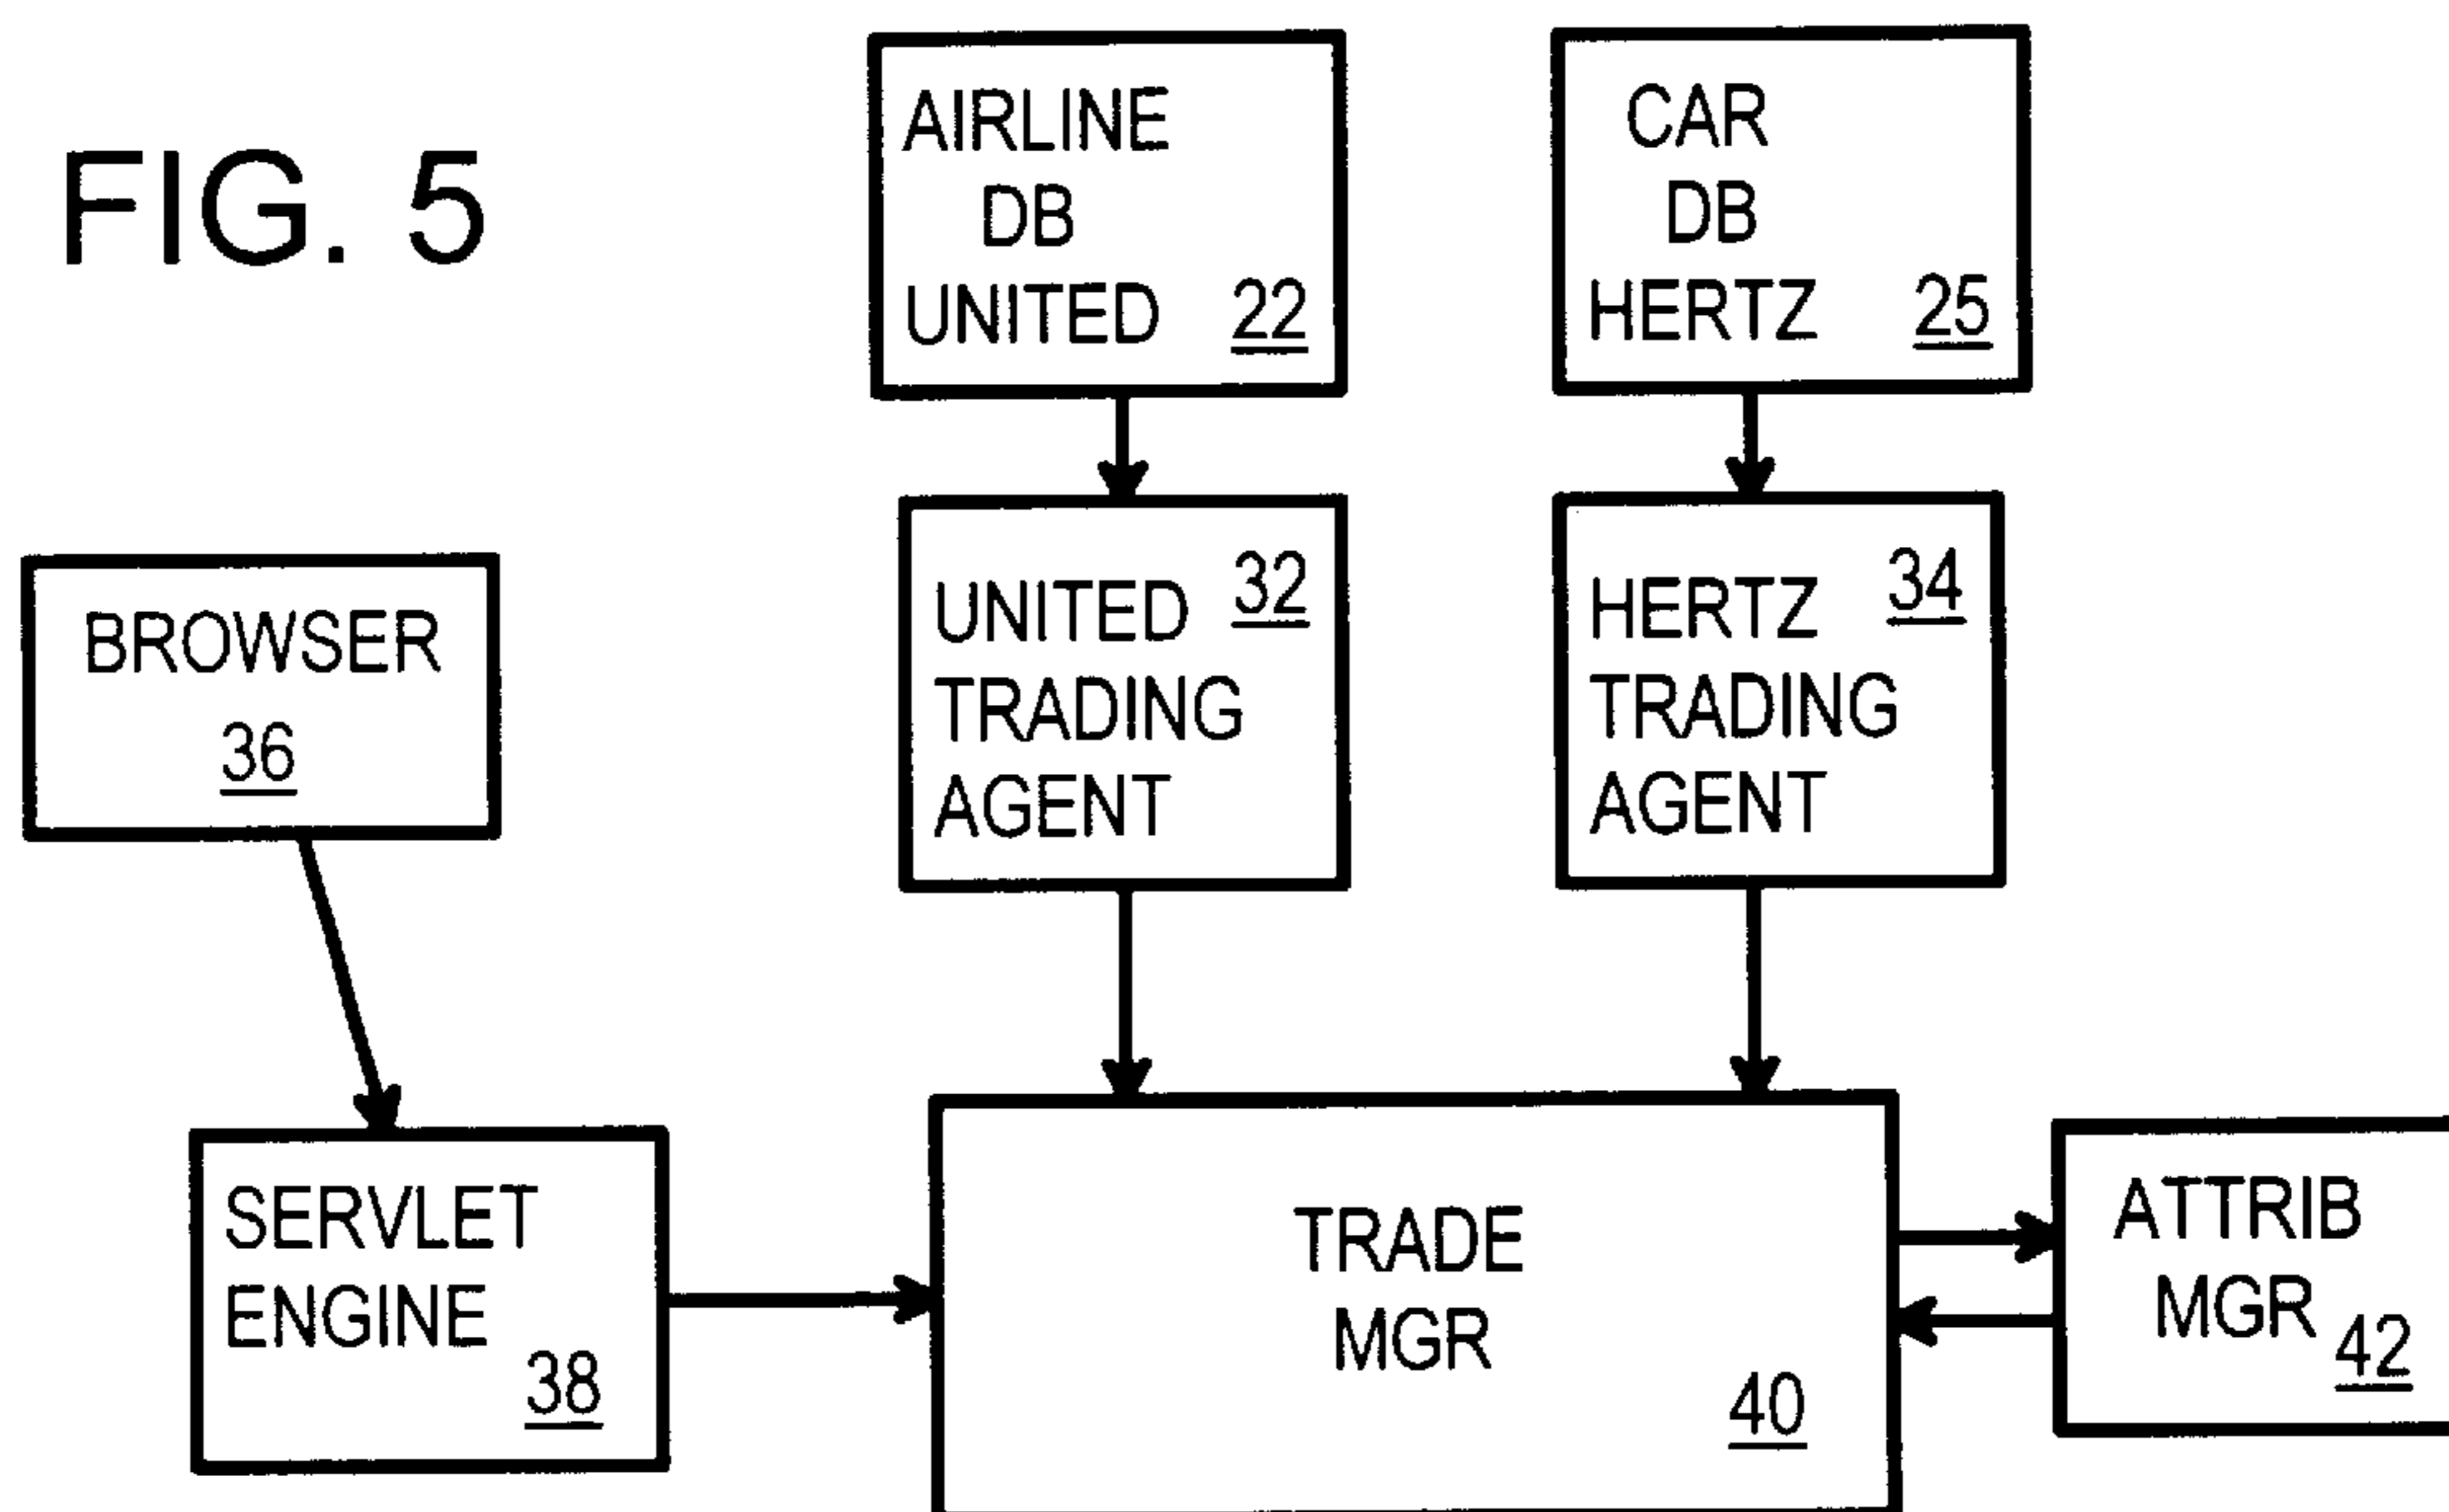 FIG. 5
AIRLINE
DB
UNITED 22
CAR
DB
HERTZ 25
BROWSER
36
32
UNITED
TRADING
AGENT
34
HERTZ
TRADING
AGENT
SERVLET
ENGINE
38
TRADE
MGR
40
ATTRIB
MGR
42